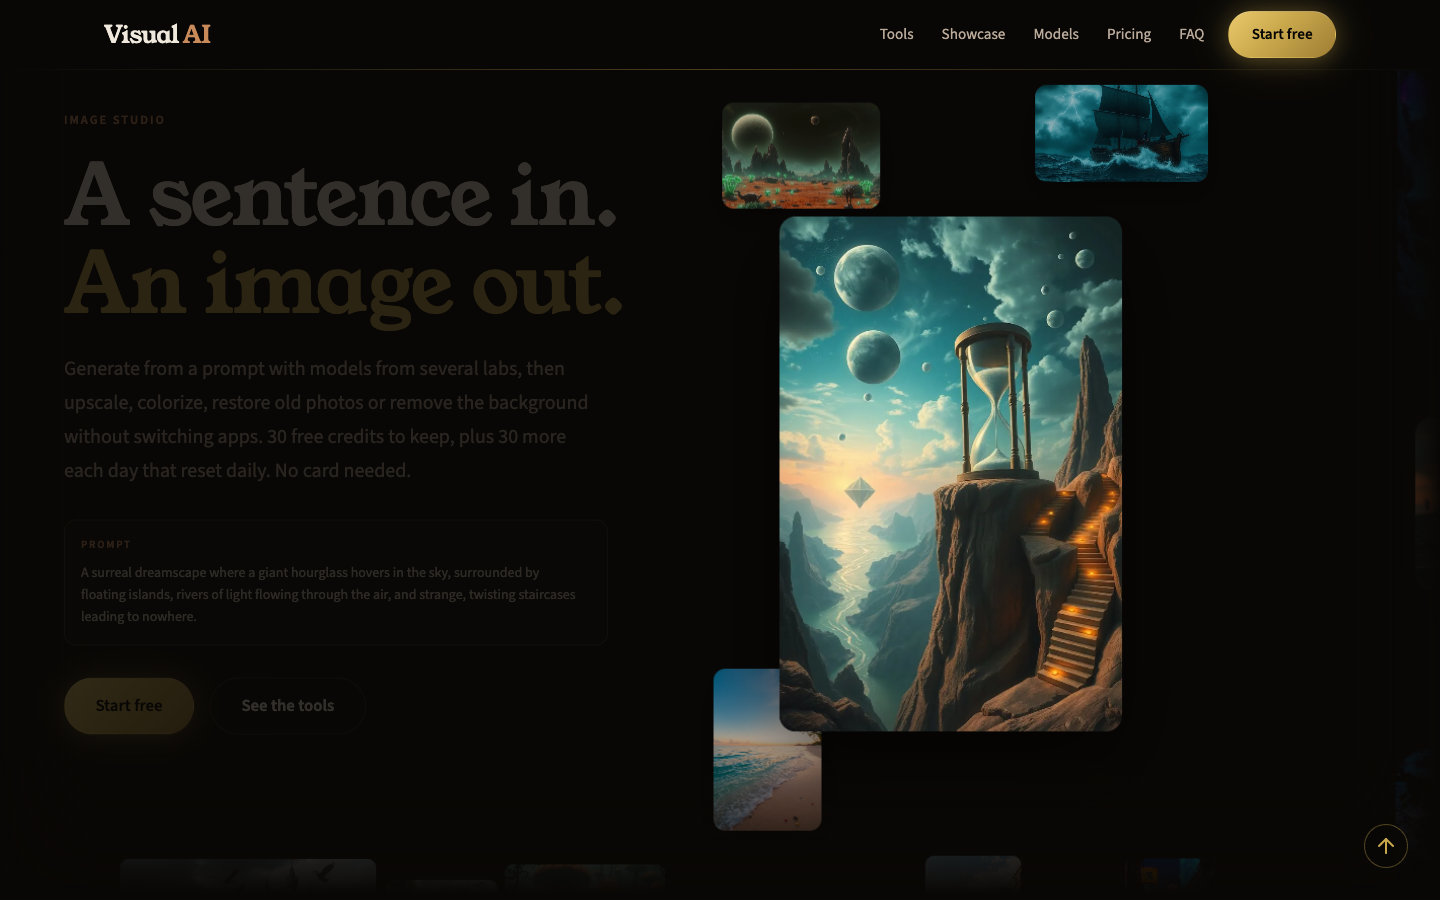 Visual AI
Tools
Showcase
Models
Pricing
FAQ
Start free
IMAGE STUDIO
A sentence in.
An image out.
Generate from a prompt with models from several labs, then
upscale, colorize, restore old photos or remove the background
without switching apps. 30 free credits to keep, plus 30 more
each day that reset daily. No card needed.
PROMPT
A surreal dreamscape where a giant hourglass hovers in the sky, surrounded by
floating islands, rivers of light flowing through the air, and strange, twisting staircases
leading to nowhere.
Start free
See the tools